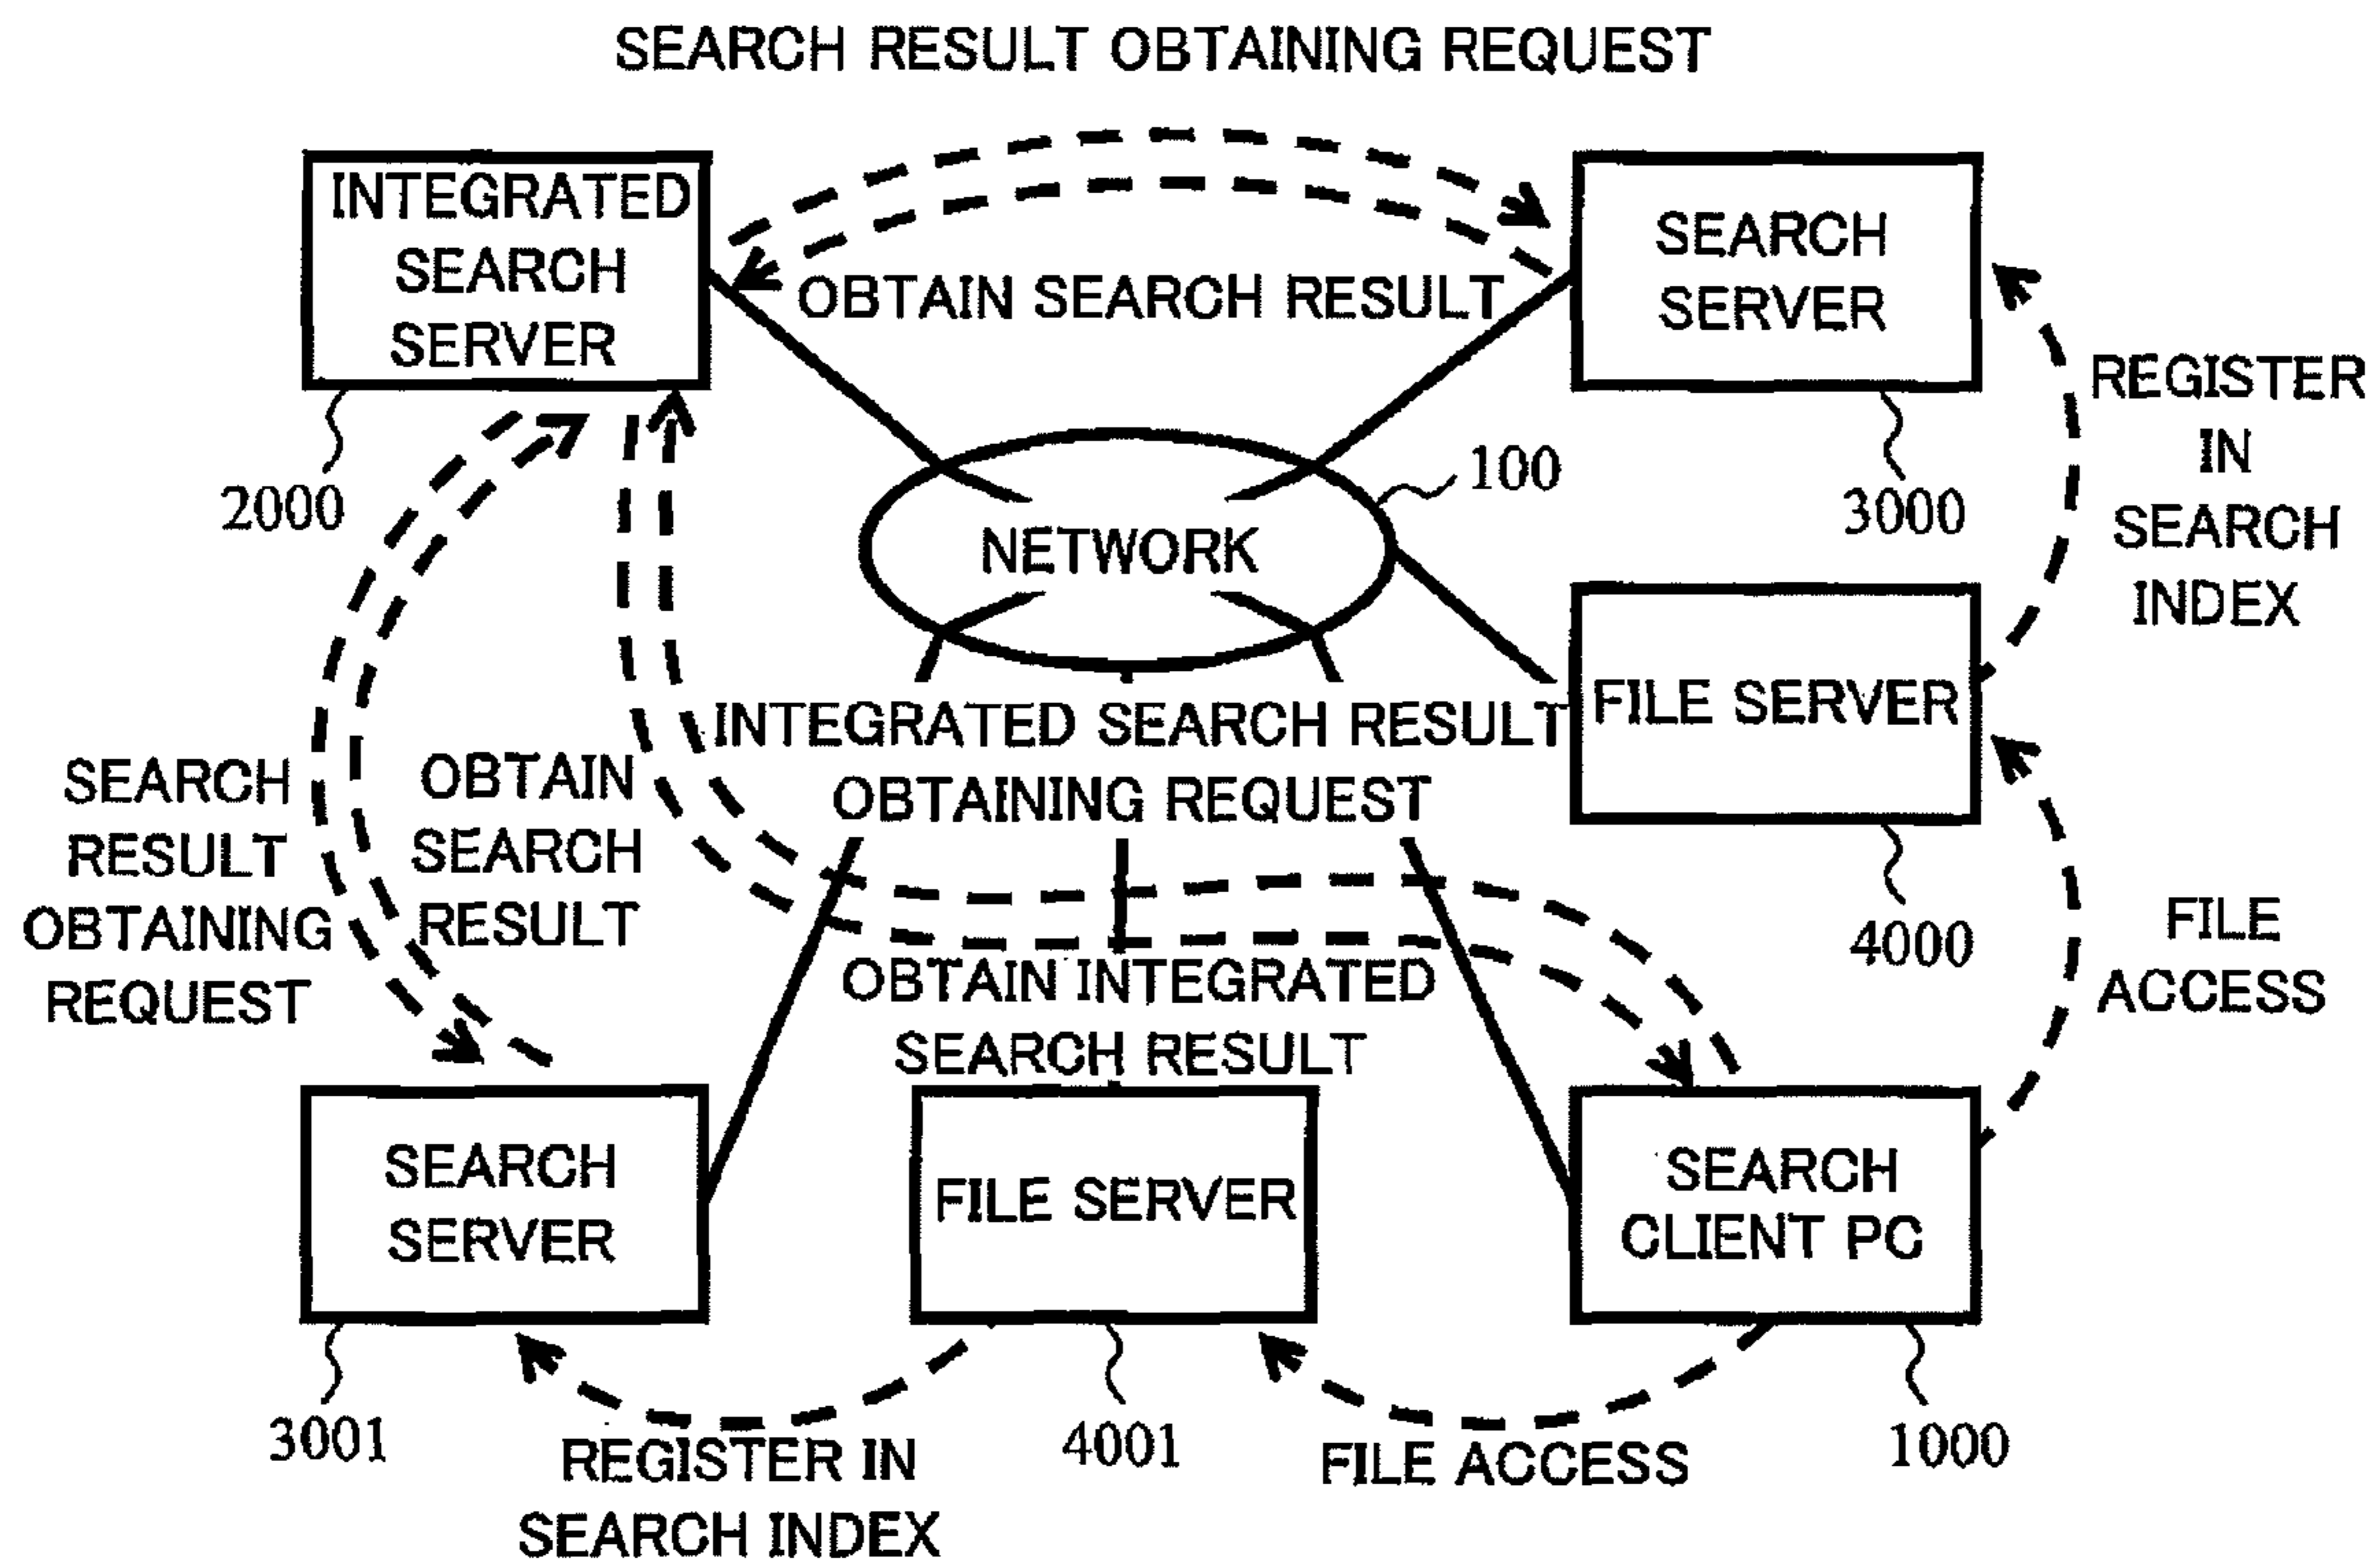 SEARCH RESULT OBTAINING REQUEST
INTEGRATED
SEARCH
SERVER
2000
OBTAIN SEARCH RESULT
SEARCH
SERVER
3000
REGISTER
IN
SEARCH
INDEX
NETWORK
100
FILE SERVER
4000
INTEGRATED SEARCH RESULT
OBTAINING REQUEST
SEARCH
RESULT
OBTAINING
REQUEST
OBTAIN
SEARCH
RESULT
OBTAIN INTEGRATED
SEARCH RESULT
FILE
ACCESS
SEARCH
SERVER
3001
FILE SERVER
4001
SEARCH
CLIENT PC
1000
REGISTER IN
SEARCH INDEX
FILE ACCESS